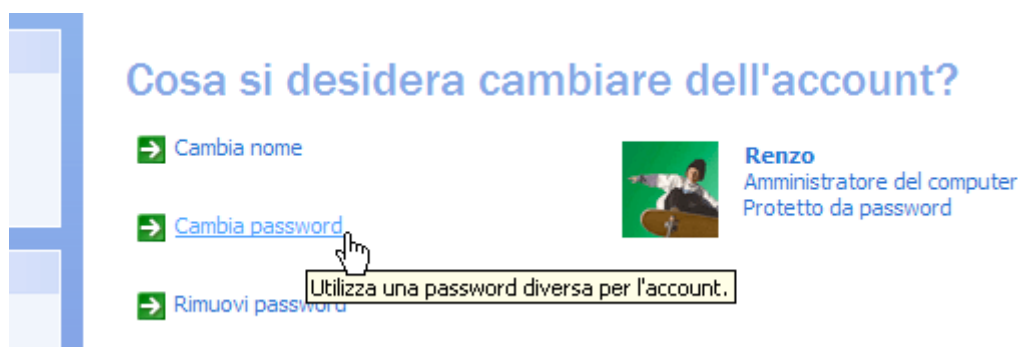 Cosa si desidera cambiare dell'account?
Cambia nome
Renzo
Amministratore del computer
Protetto da password
Cambia password
Utilizza una password diversa per l'account.
Rimuovi password